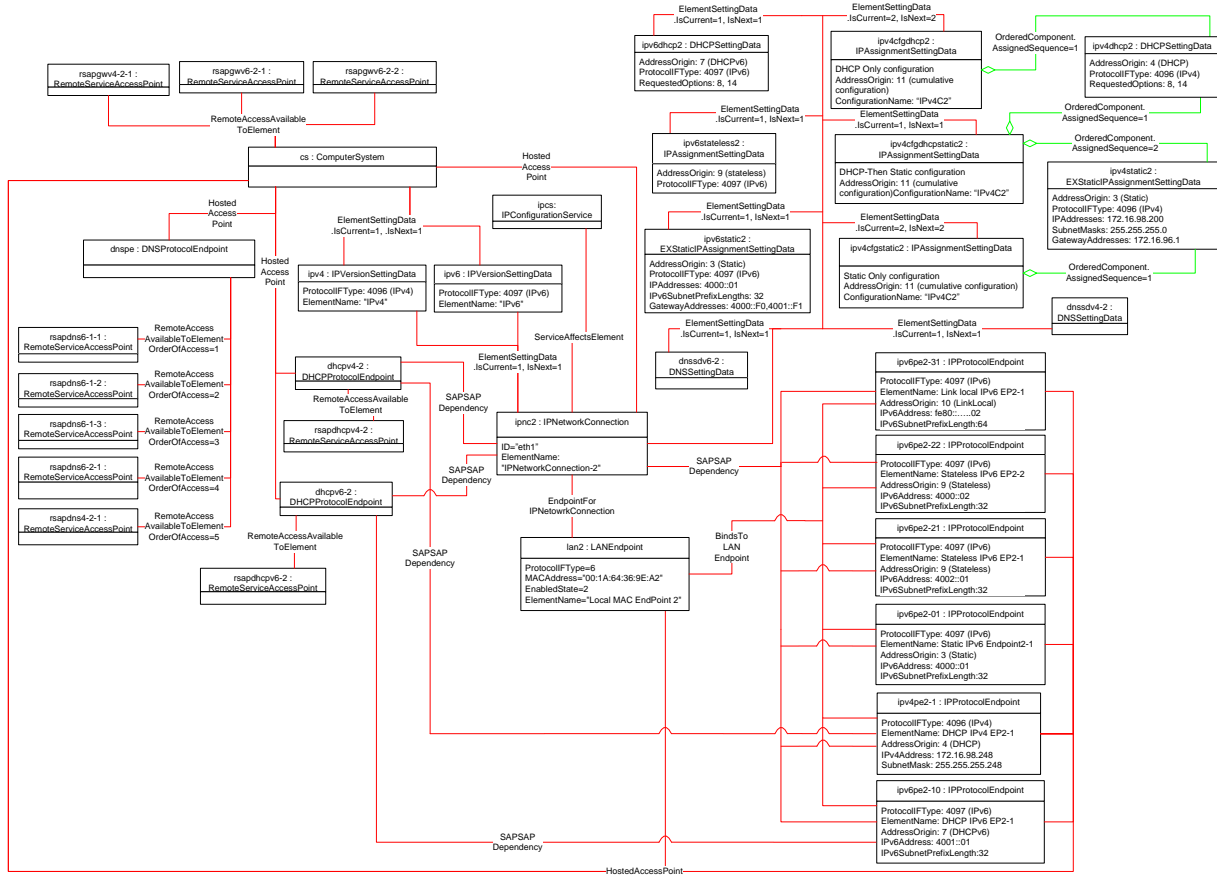 ElementSettingData
.IsCurrent=1, IsNext=1
ElementSettingData
.IsCurrent=2, IsNext=2
ipv6dhcp2 : DHCPSettingData
AddressOrigin: 7 (DHCPv6)
ProtocolIFType: 4097 (IPv6)
RequestedOptions: 8, 14
ipv4cfgdhcp2 :
IPAssignmentSettingData
DHCP Only configuration
AddressOrigin: 11 (cumulative
configuration)
ConfigurationName: "IPv4C2"
OrderedComponent.
AssignedSequence=1
ipv4dhcp2 : DHCPSettingData
AddressOrigin: 4 (DHCP)
ProtocolIFType: 4096 (IPv4)
RequestedOptions: 8, 14
rsapgwv4-2-1 :
RemoteServiceAccessPoint
rsapgwv6-2-1 :
RemoteServiceAccessPoint
rsapgwv6-2-2 :
RemoteServiceAccessPoint
RemoteAccessAvailable
ToElement
cs : ComputerSystem
Hosted
Access
Point
ElementSettingData
.IsCurrent=1, IsNext=1
ElementSettingData
.IsCurrent=1, IsNext=1
OrderedComponent.
AssignedSequence=1
ipv6stateless2 :
IPAssignmentSettingData
AddressOrigin: 9 (stateless)
ProtocolIFType: 4097 (IPv6)
ipv4cfgdhcpstatic2 :
IPAssignmentSettingData
DHCP-Then Static configuration
AddressOrigin: 11 (cumulative
configuration)ConfigurationName: "IPv4C2"
OrderedComponent.
AssignedSequence=2
ipv4static2 :
EXStaticIPAssignmentSettingData
AddressOrigin: 3 (Static)
ProtocolIFType: 4096 (IPv4)
IPAddresses: 172.16.98.200
SubnetMasks: 255.255.255.0
GatewayAddresses: 172.16.96.1
Hosted
Access
Point
dnspe : DNSProtocolEndpoint
Hosted
Access
Point
ElementSettingData
.IsCurrent=1, .IsNext=1
ipcs:
IPConfigurationService
ipv4 : IPVersionSettingData
ProtocolIFType: 4096 (IPv4)
ElementName: "IPv4"
ipv6 : IPVersionSettingData
ProtocolIFType: 4097 (IPv6)
ElementName: "IPv6"
ElementSettingData
.IsCurrent=1, IsNext=1
ElementSettingData
.IsCurrent=2, IsNext=2
ipv6static2 :
EXStaticIPAssignmentSettingData
AddressOrigin: 3 (Static)
ProtocolIFType: 4097 (IPv6)
IPAddresses: 4000::01
IPv6SubnetPrefixLengths: 32
GatewayAddresses: 4000::F0,4001::F1
ipv4cfgstatic2 : IPAssignmentSettingData
Static Only configuration
AddressOrigin: 11 (cumulative configuration)
ConfigurationName: "IPv4C2"
OrderedComponent.
AssignedSequence=1
dnssdv4-2 :
DNSSettingData
ElementSettingData
.IsCurrent=1, IsNext=1
ElementSettingData
.IsCurrent=1, IsNext=1
dnssdv6-2 :
DNSSettingData
ServiceAffectsElement
ElementSettingData
.IsCurrent=1, IsNext=1
rsapdns6-1-1 :
RemoteServiceAccessPoint
RemoteAccess
AvailableToElement
OrderOfAccess=1
rsapdns6-1-2 :
RemoteServiceAccessPoint
RemoteAccess
AvailableToElement
OrderOfAccess=2
rsapdns6-1-3 :
RemoteServiceAccessPoint
RemoteAccess
AvailableToElement
OrderOfAccess=3
rsapdns6-2-1 :
RemoteServiceAccessPoint
RemoteAccess
AvailableToElement
OrderOfAccess=4
rsapdns4-2-1 :
RemoteServiceAccessPoint
RemoteAccess
AvailableToElement
OrderOfAccess=5
dhcpv4-2 :
DHCPProtocolEndpoint
RemoteAccessAvailable
ToElement
rsapdhcpv4-2 :
RemoteServiceAccessPoint
SAPSAP
Dependency
ipnc2 : IPNetworkConnection
ID="eth1"
ElementName:
"IPNetworkConnection-2"
SAPSAP
Dependency
SAPSAP
Dependency
dhcpv6-2 :
DHCPProtocolEndpoint
RemoteAccessAvailable
ToElement
rsapdhcpv6-2 :
RemoteServiceAccessPoint
SAPSAP
Dependency
EndpointFor
IPNetowrkConnection
lan2 : LANEndpoint
ProtocolIFType=6
MACAddress="00:1A:64:36:9E:A2"
EnabledState=2
ElementName="Local MAC EndPoint 2"
BindsTo
LAN
Endpoint
ipv6pe2-31 : IPProtocolEndpoint
ProtocolIFType: 4097 (IPv6)
ElementName: Link local IPv6 EP2-1
AddressOrigin: 10 (LinkLocal)
IPv6Address: fe80::.....02
IPv6SubnetPrefixLength:64
ipv6pe2-22 : IPProtocolEndpoint
ProtocolIFType: 4097 (IPv6)
ElementName: Stateless IPv6 EP2-2
AddressOrigin: 9 (Stateless)
IPv6Address: 4000::02
IPv6SubnetPrefixLength:32
ipv6pe2-21 : IPProtocolEndpoint
ProtocolIFType: 4097 (IPv6)
ElementName: Stateless IPv6 EP2-1
AddressOrigin: 9 (Stateless)
IPv6Address: 4002::01
IPv6SubnetPrefixLength:32
ipv6pe2-01 : IPProtocolEndpoint
ProtocolIFType: 4097 (IPv6)
ElementName: Static IPv6 Endpoint2-1
AddressOrigin: 3 (Static)
IPv6Address: 4000::01
IPv6SubnetPrefixLength:32
ipv4pe2-1 : IPProtocolEndpoint
ProtocolIFType: 4096 (IPv4)
ElementName: DHCP IPv4 EP2-1
AddressOrigin: 4 (DHCP)
IPv4Address: 172.16.98.248
SubnetMask: 255.255.255.248
ipv6pe2-10 : IPProtocolEndpoint
ProtocolIFType: 4097 (IPv6)
ElementName: DHCP IPv6 EP2-1
AddressOrigin: 7 (DHCPv6)
IPv6Address: 4001::01
IPv6SubnetPrefixLength:32
SAPSAP
Dependency
HostedAccessPoint